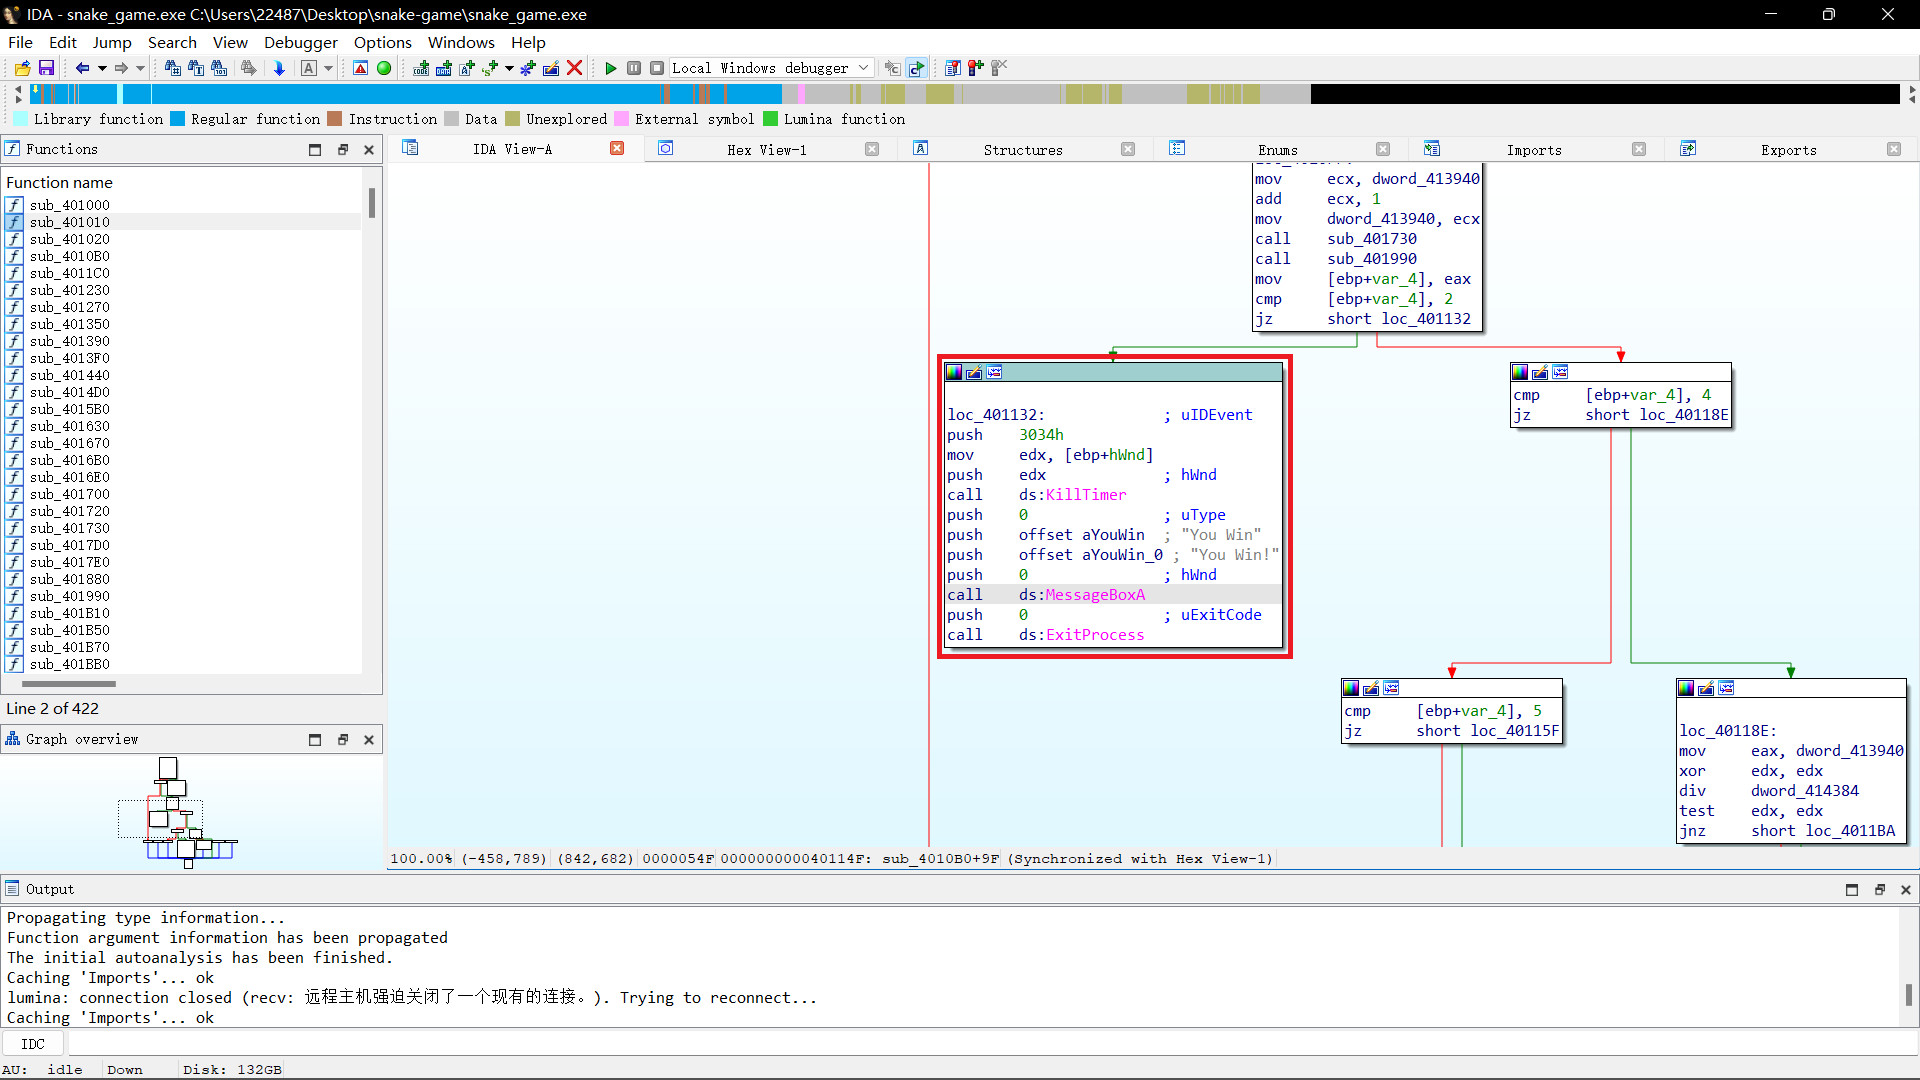 IDA - snake_game.exe C:\Users\22487\Desktop\snake-game\snake_game.exe
File Edit Jump Search View Debugger Options Windows Help
Local Windows debugger
Library function Regular function Instruction Data Unexplored External symbol Lumina function
Functions
IDA View-A Hex View-1 Structures Enums Imports Exports
Function name
sub_401000
sub_401010
sub_401020
sub_4010B0
sub_4011C0
sub_401230
sub_401270
sub_401350
sub_401390
sub_4013F0
sub_401440
sub_4014D0
sub_4015B0
sub_401630
sub_401670
sub_4016B0
sub_4016E0
sub_401700
sub_401720
sub_401730
sub_4017D0
sub_4017E0
sub_401880
sub_401990
sub_401B10
sub_401B50
sub_401B70
sub_401BB0
Line 2 of 422
Graph overview
mov ecx, dword_413940
add ecx, 1
mov dword_413940, ecx
call sub_401730
call sub_401990
mov [ebp+var_4], eax
cmp [ebp+var_4], 2
jz short loc_401132
loc_401132: ; uIDEvent
push 3034h
mov edx, [ebp+hWnd]
push edx ; hWnd
call ds:KillTimer
push 0 ; uType
push offset aYouWin ; "You Win"
push offset aYouWin_0 ; "You Win!"
push 0 ; hWnd
call ds:MessageBoxA
push 0 ; uExitCode
call ds:ExitProcess
cmp [ebp+var_4], 4
jz short loc_40118E
cmp [ebp+var_4], 5
jz short loc_40115F
loc_40118E:
mov eax, dword_413940
xor edx, edx
div dword_414384
test edx, edx
jnz short loc_4011BA
100.00% (-458,789) (842,682) 0000054F 000000000040114F: sub_4010B0+9F (Synchronized with Hex View-1)
Output
Propagating type information...
Function argument information has been propagated
The initial autoanalysis has been finished.
Caching 'Imports'... ok
lumina: connection closed (recv: 远程主机强迫关闭了一个现有的连接。). Trying to reconnect...
Caching 'Imports'... ok
IDC
AU: idle Down Disk: 132GB